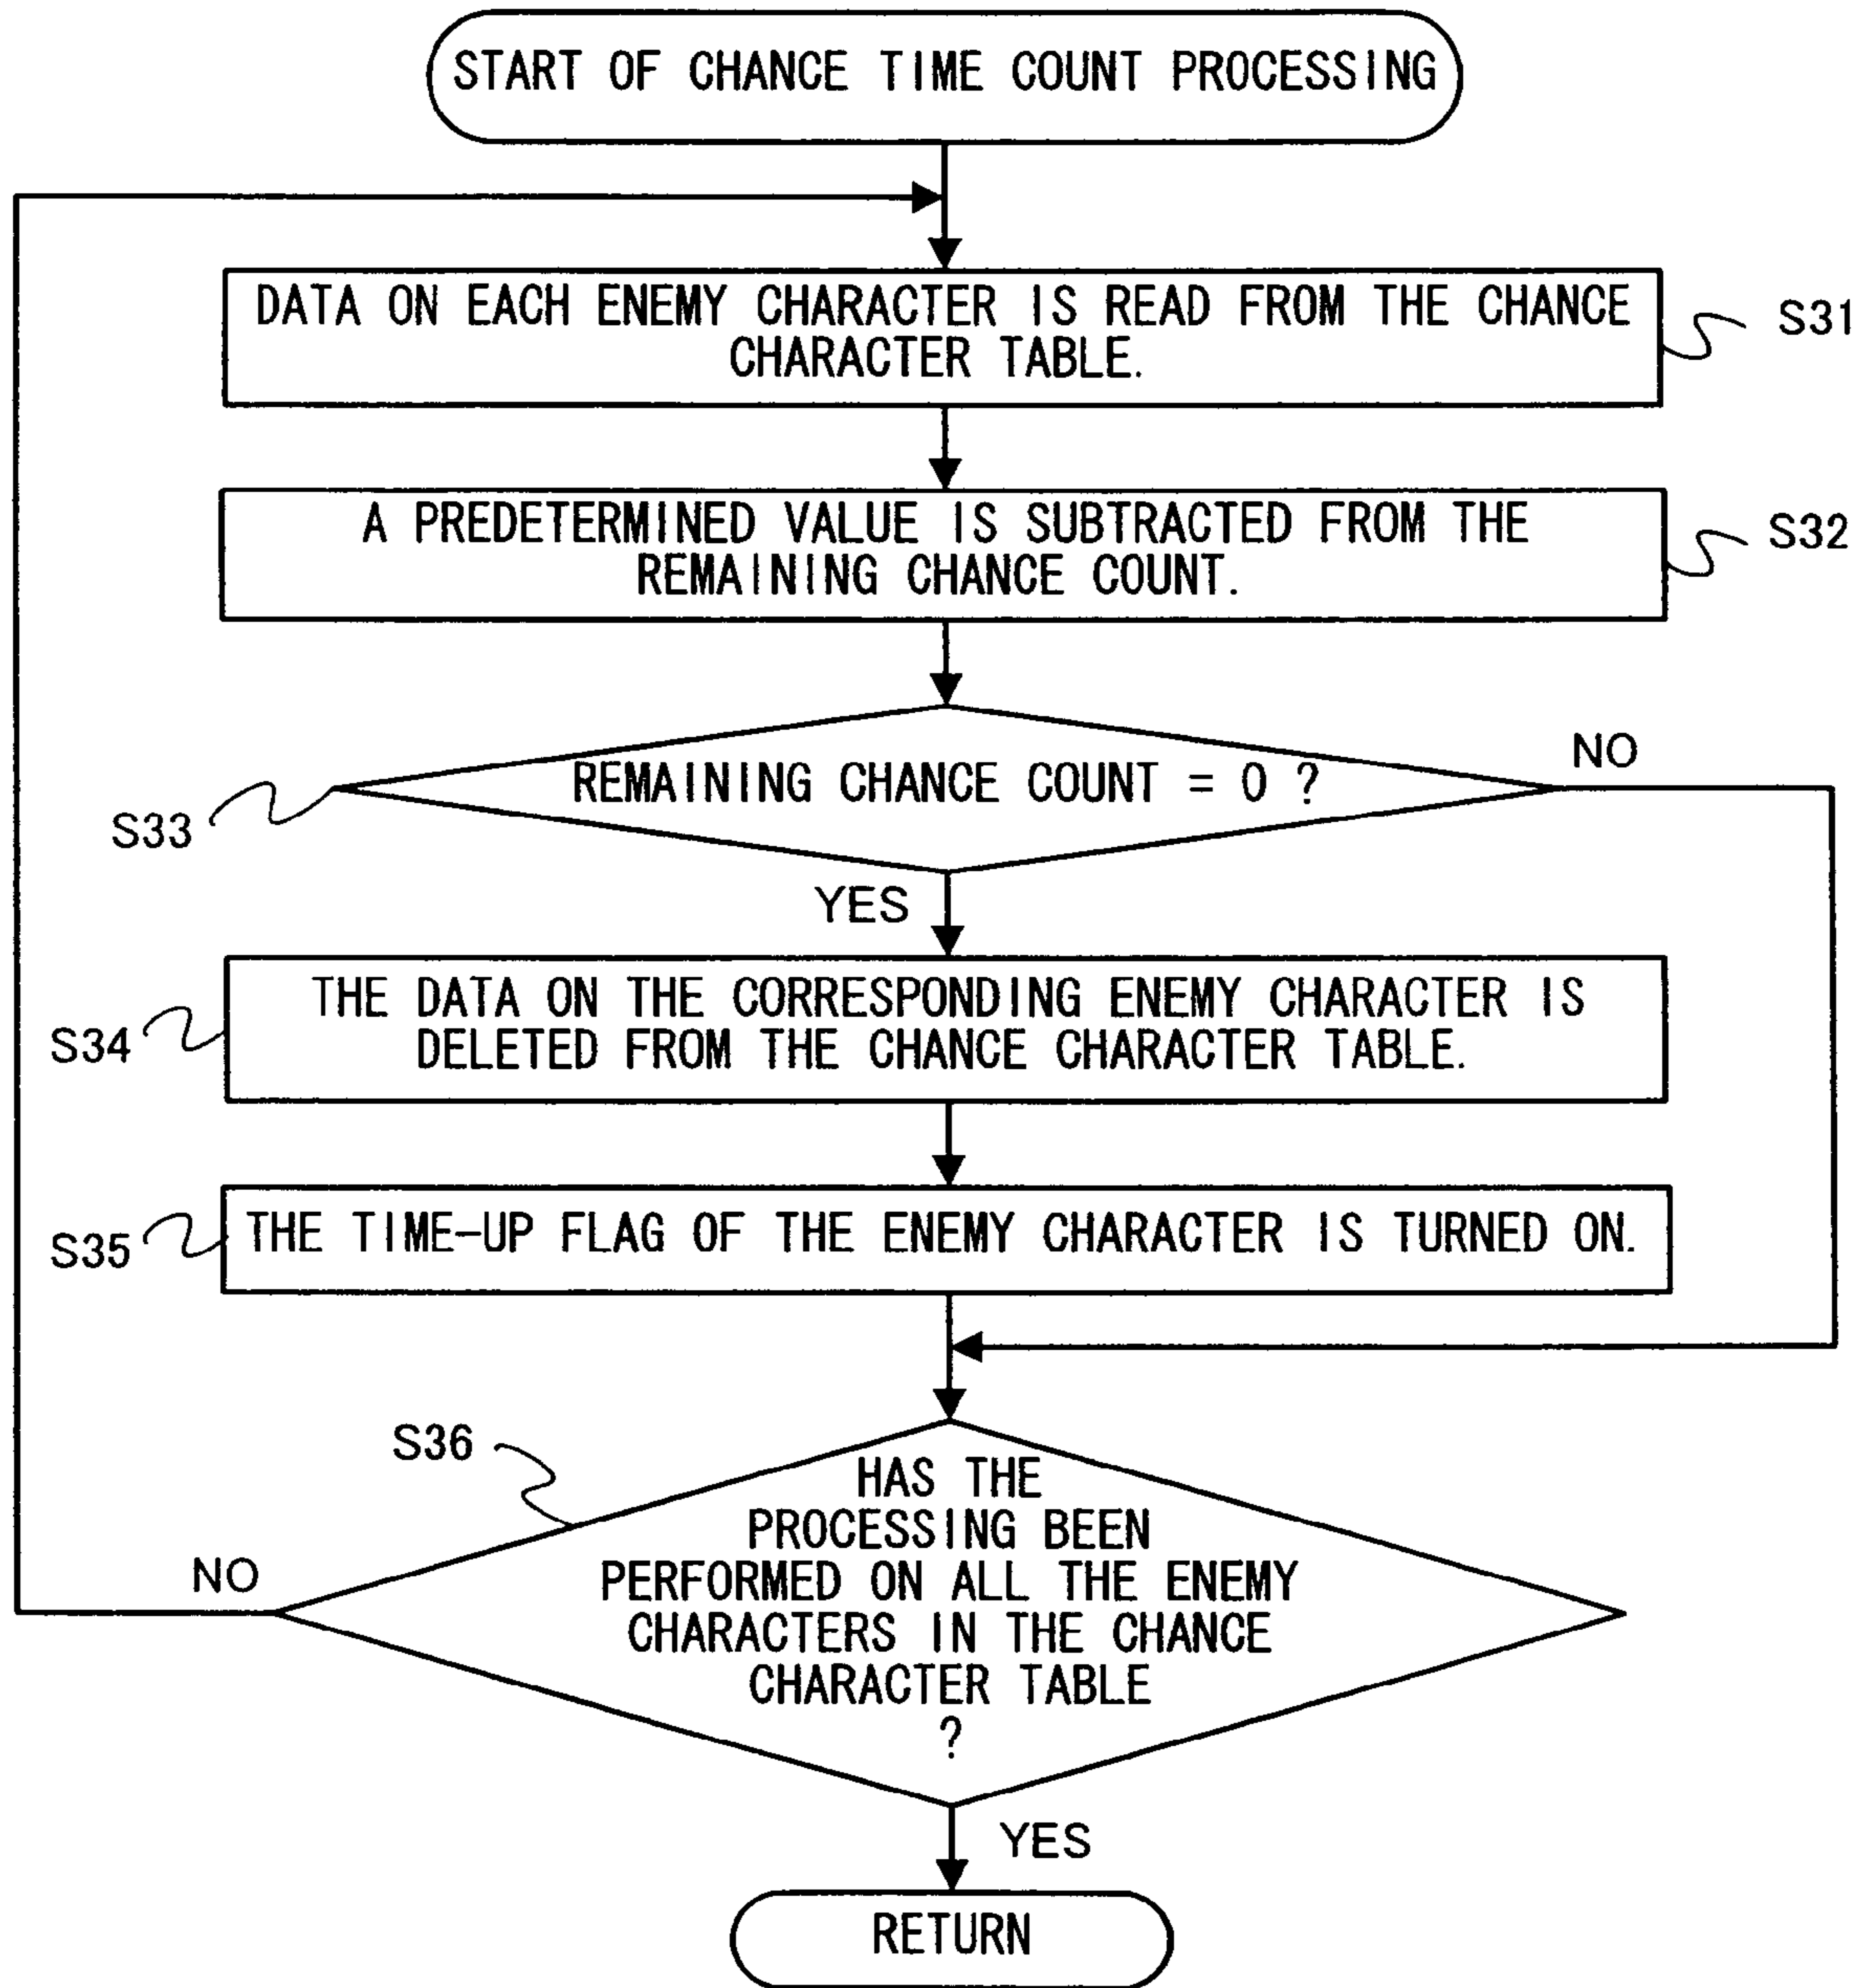 START OF CHANCE TIME COUNT PROCESSING
DATA ON EACH ENEMY CHARACTER IS READ FROM THE CHANCE
CHARACTER TABLE.
S31
A PREDETERMINED VALUE IS SUBTRACTED FROM THE
REMAINING CHANCE COUNT.
S32
REMAINING CHANCE COUNT = 0 ?
NO
S33
YES
THE DATA ON THE CORRESPONDING ENEMY CHARACTER IS
DELETED FROM THE CHANCE CHARACTER TABLE.
S34
THE TIME-UP FLAG OF THE ENEMY CHARACTER IS TURNED ON.
S35
S36
HAS THE
PROCESSING BEEN
PERFORMED ON ALL THE ENEMY
CHARACTERS IN THE CHANCE
CHARACTER TABLE
?
NO
YES
RETURN